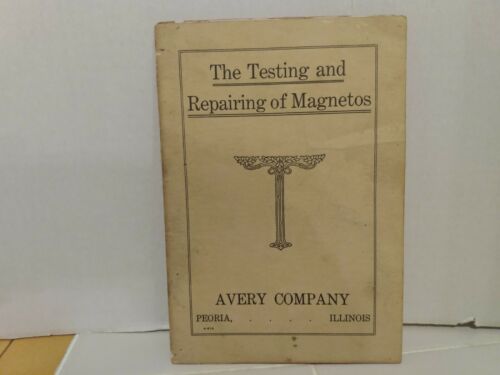 The Testing and
Repairing of Magnetos
AVERY COMPANY
PEORIA, . . . . ILLINOIS